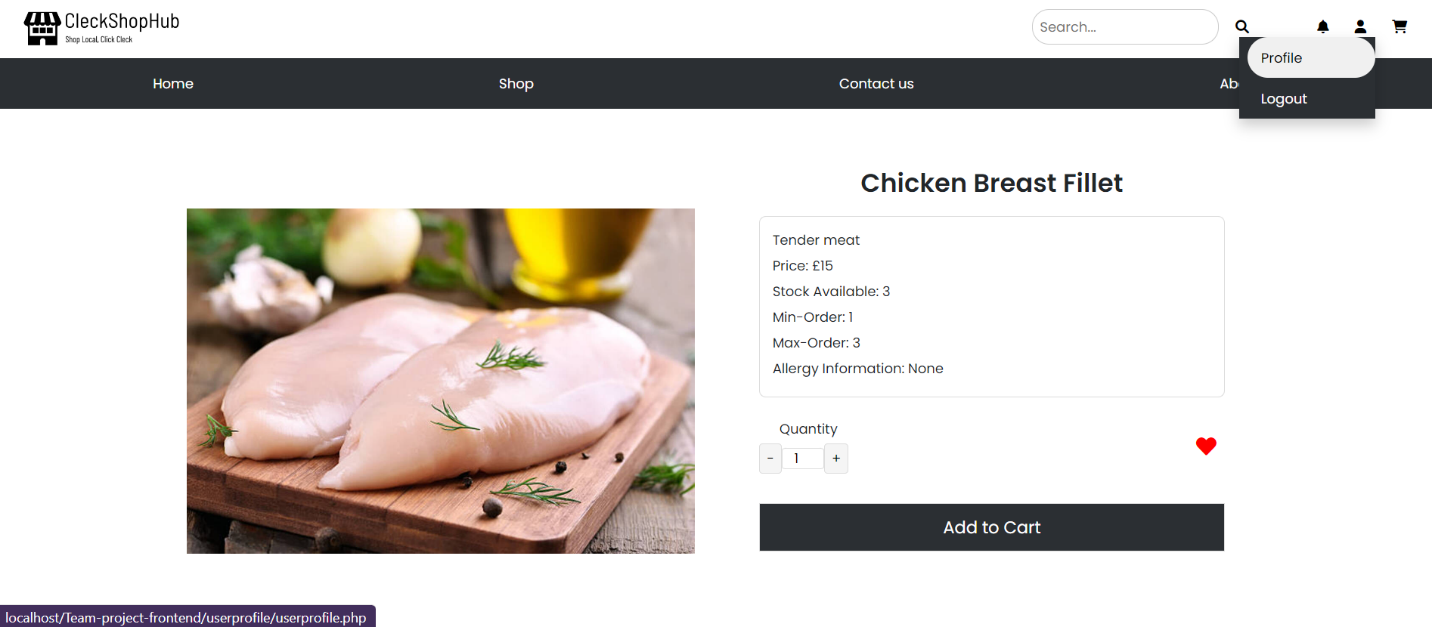 CleckShopHub
Shop Local, Click Cleck
Search...
Profile
Logout
Home
Shop
Contact us
Ab
Chicken Breast Fillet
Tender meat
Price: £15
Stock Available: 3
Min-Order: 1
Max-Order: 3
Allergy Information: None
Quantity
- 1 +
Add to Cart
localhost/Team-project-frontend/userprofile/userprofile.php